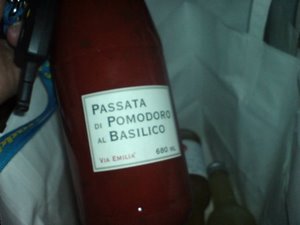 PASSATA
DI POMODORO
AL BASILICO
VIA EMILIA
680 ML